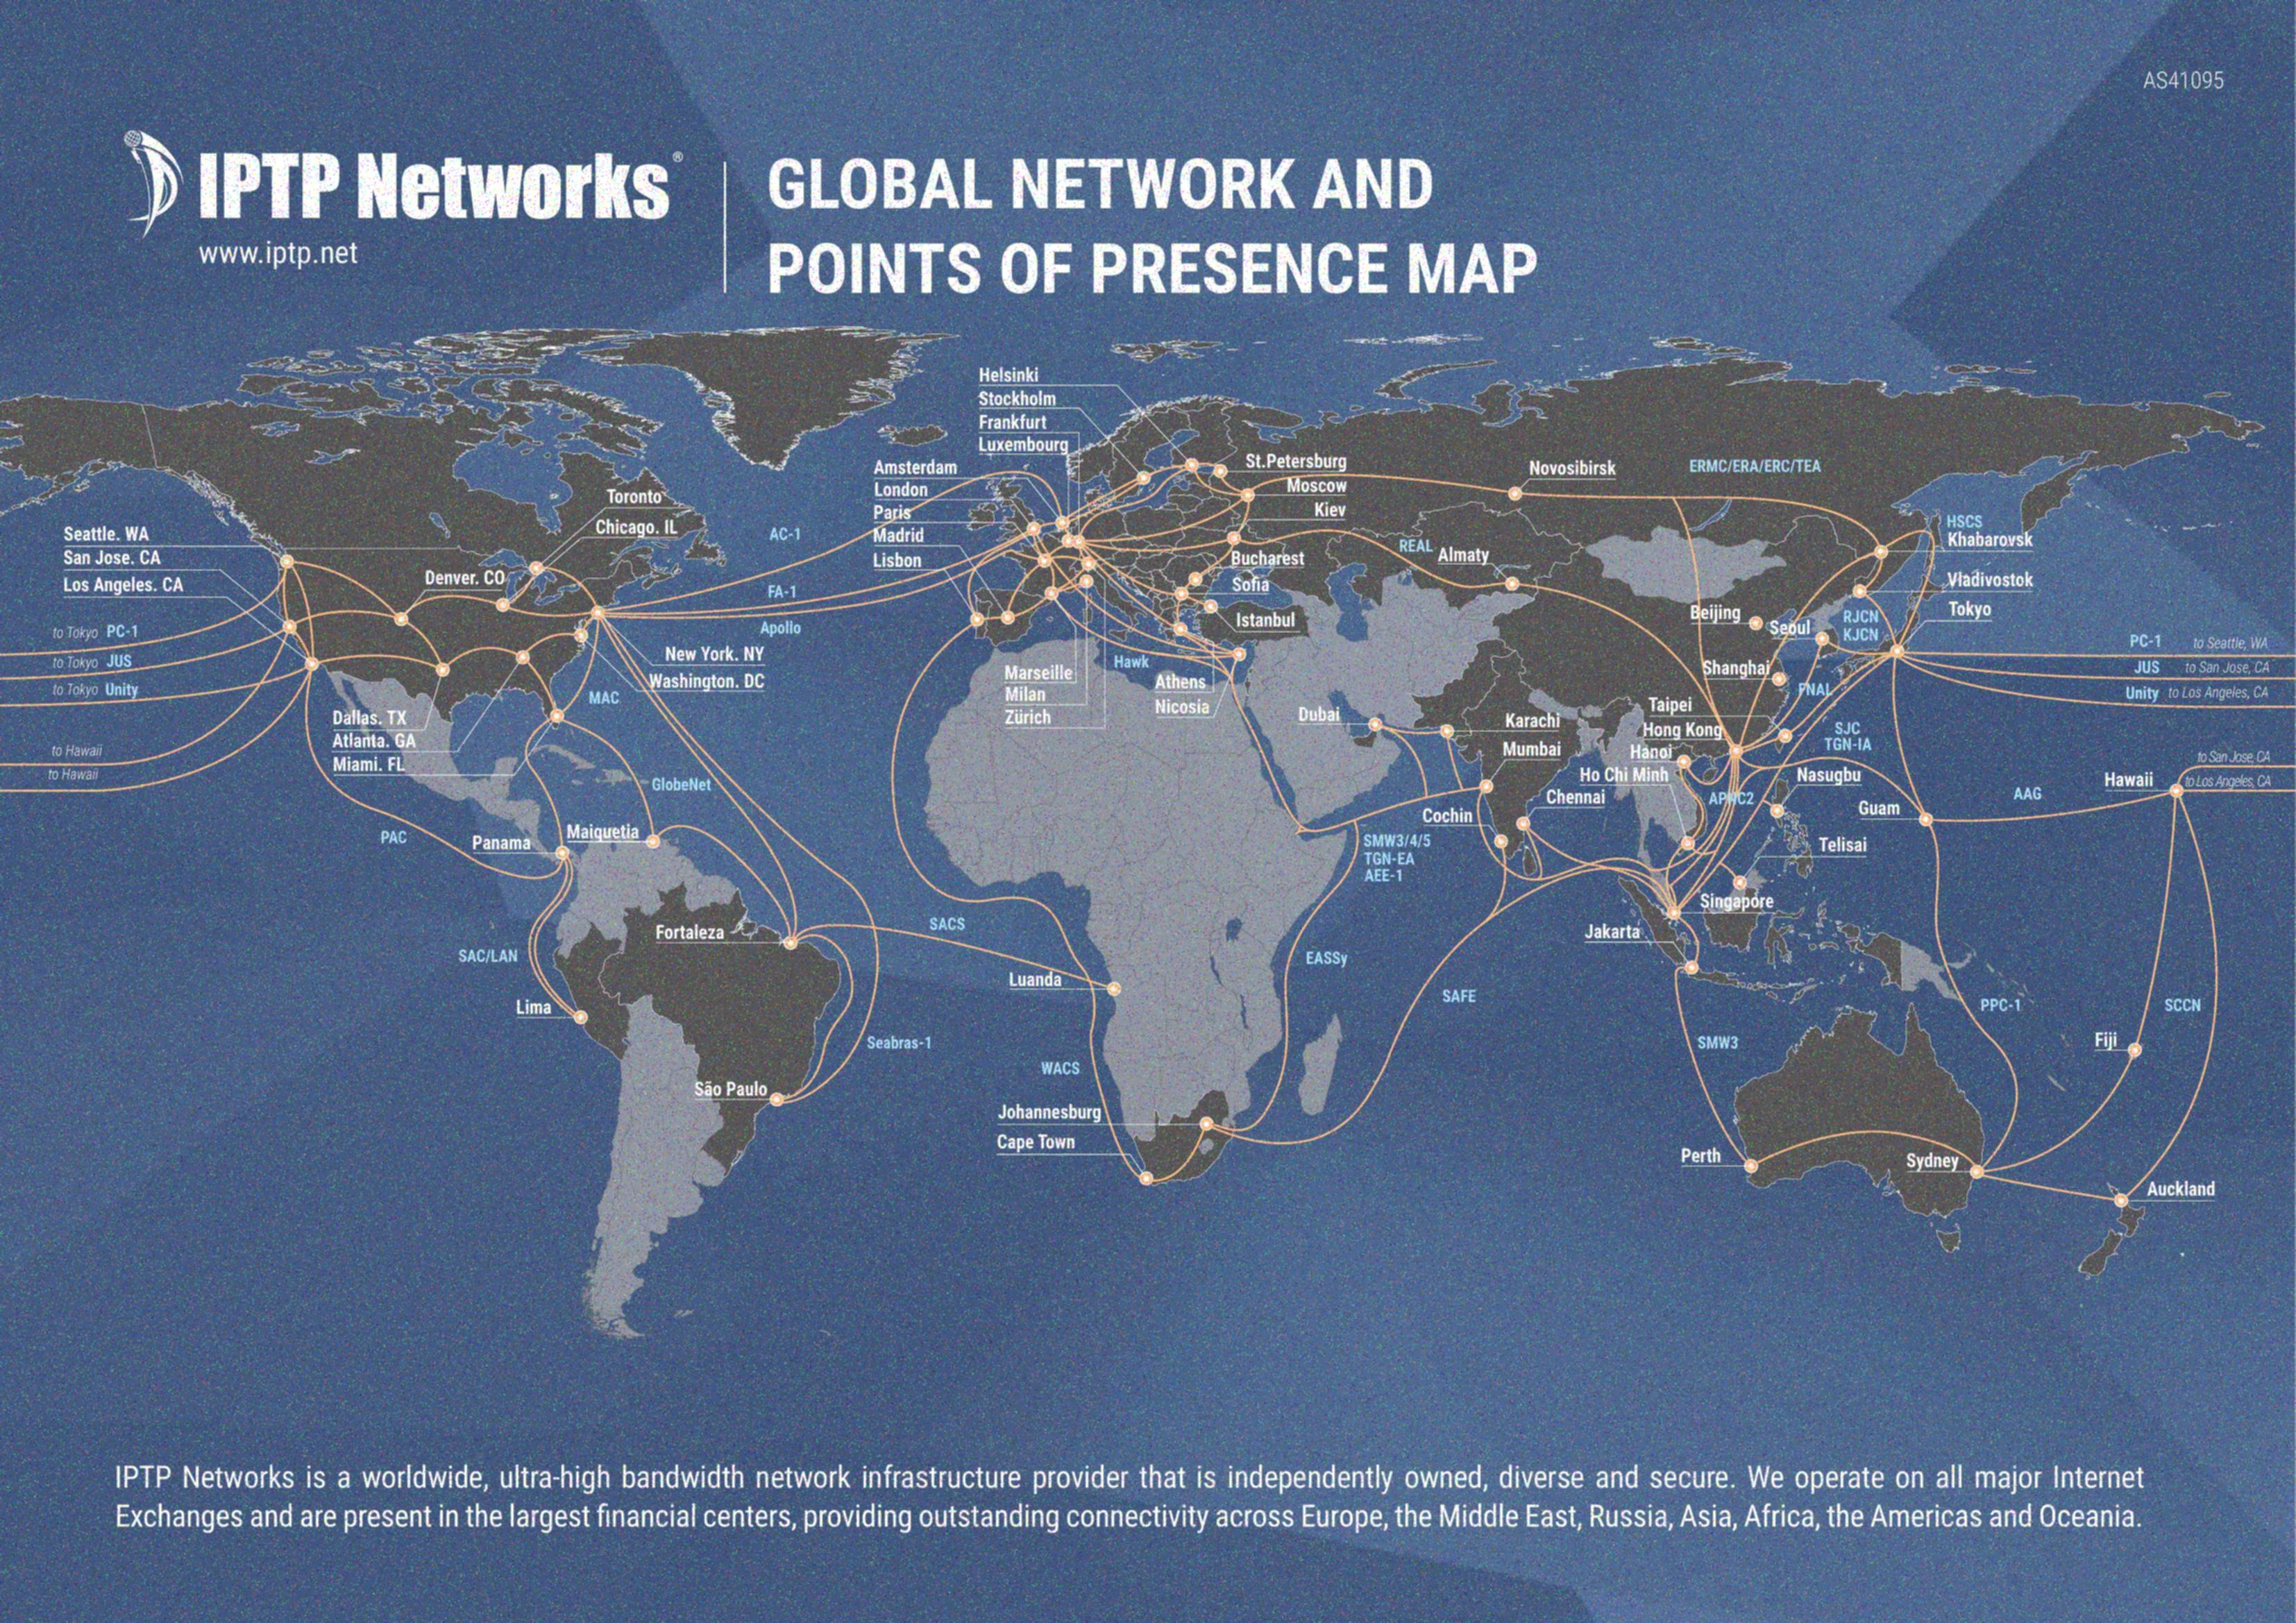 AS41095
IPTP Networks®
www.iptp.net
GLOBAL NETWORK AND
POINTS OF PRESENCE MAP
Helsinki
Stockholm
Frankfurt
Luxembourg
Amsterdam
London
Paris
Madrid
Lisbon
St.Petersburg
Moscow
Kiev
Novosibirsk
ERMC/ERA/ERC/TEA
HSCS
Khabarovsk
Vladivostok
Tokyo
Toronto
Chicago. IL
Seattle. WA
San Jose. CA
Los Angeles. CA
Denver. CO
AC-1
FA-1
Apollo
Bucharest
Sofia
Istanbul
REAL
Almaty
Beijing
Seoul
RJCN
KJCN
Shanghai
FNAL
to Tokyo PC-1
to Tokyo JUS
to Tokyo Unity
to Hawaii
to Hawaii
PC-1 to Seattle, WA
JUS to San Jose, CA
Unity to Los Angeles, CA
New York. NY
Washington. DC
MAC
Dallas. TX
Atlanta. GA
Miami. FL
Marseille
Milan
Zürich
Hawk
Athens
Nicosia
Dubai
Karachi
Mumbai
Taipei
Hong Kong
Hanoi
Ho Chi Minh
Chennai
Cochin
SJC
TGN-IA
Nasugbu
APNC2
Guam
AAG
Hawaii
to San Jose, CA
to Los Angeles, CA
GlobeNet
PAC
Panama
Maiquetia
SMW3/4/5
TGN-EA
AEE-1
Telisai
Singapore
Jakarta
Fortaleza
SACS
SAC/LAN
Luanda
EASSy
SAFE
Lima
Seabras-1
WACS
SMW3
PPC-1
SCCN
Fiji
São Paulo
Johannesburg
Cape Town
Perth
Sydney
Auckland
IPTP Networks is a worldwide, ultra-high bandwidth network infrastructure provider that is independently owned, diverse and secure. We operate on all major Internet
Exchanges and are present in the largest financial centers, providing outstanding connectivity across Europe, the Middle East, Russia, Asia, Africa, the Americas and Oceania.